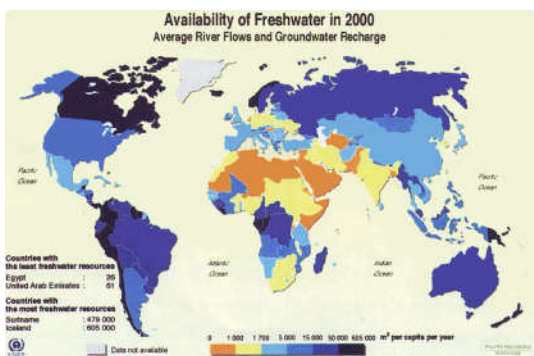 Availability of Freshwater in 2000
Average River Flows and Groundwater Recharge
Pacific
Ocean
Pacific
Ocean
Atlantic
Ocean
Indian
Ocean
Countries with
the least freshwater resources
Egypt : 26
United Arab Emirates : 61
Countries with
the most freshwater resources
Suriname : 479 000
Iceland : 605 000
Data not available
0 1 000 1 700 5 000 15 000 50 000 605 000 m³ per capita per year